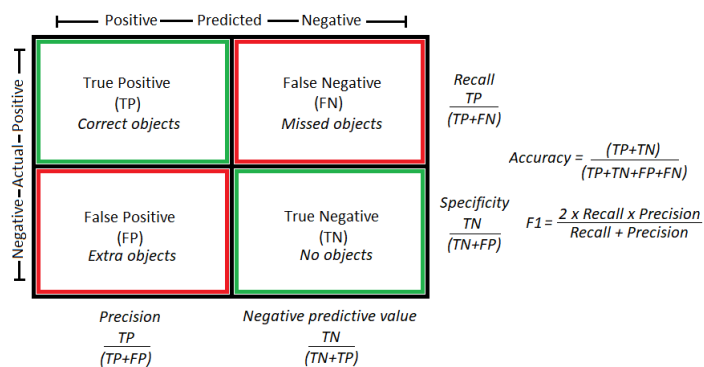 Positive Predicted Negative
Negative Actual Positive
True Positive
(TP)
Correct objects
False Negative
(FN)
Missed objects
Recall
TP
(TP+FN)
Accuracy = (TP+TN)
(TP+TN+FP+FN)
False Positive
(FP)
Extra objects
True Negative
(TN)
No objects
Specificity
TN
(TN+FP)
F1 = 2 x Recall x Precision
Recall + Precision
Precision
TP
(TP+FP)
Negative predictive value
TN
(TN+TP)